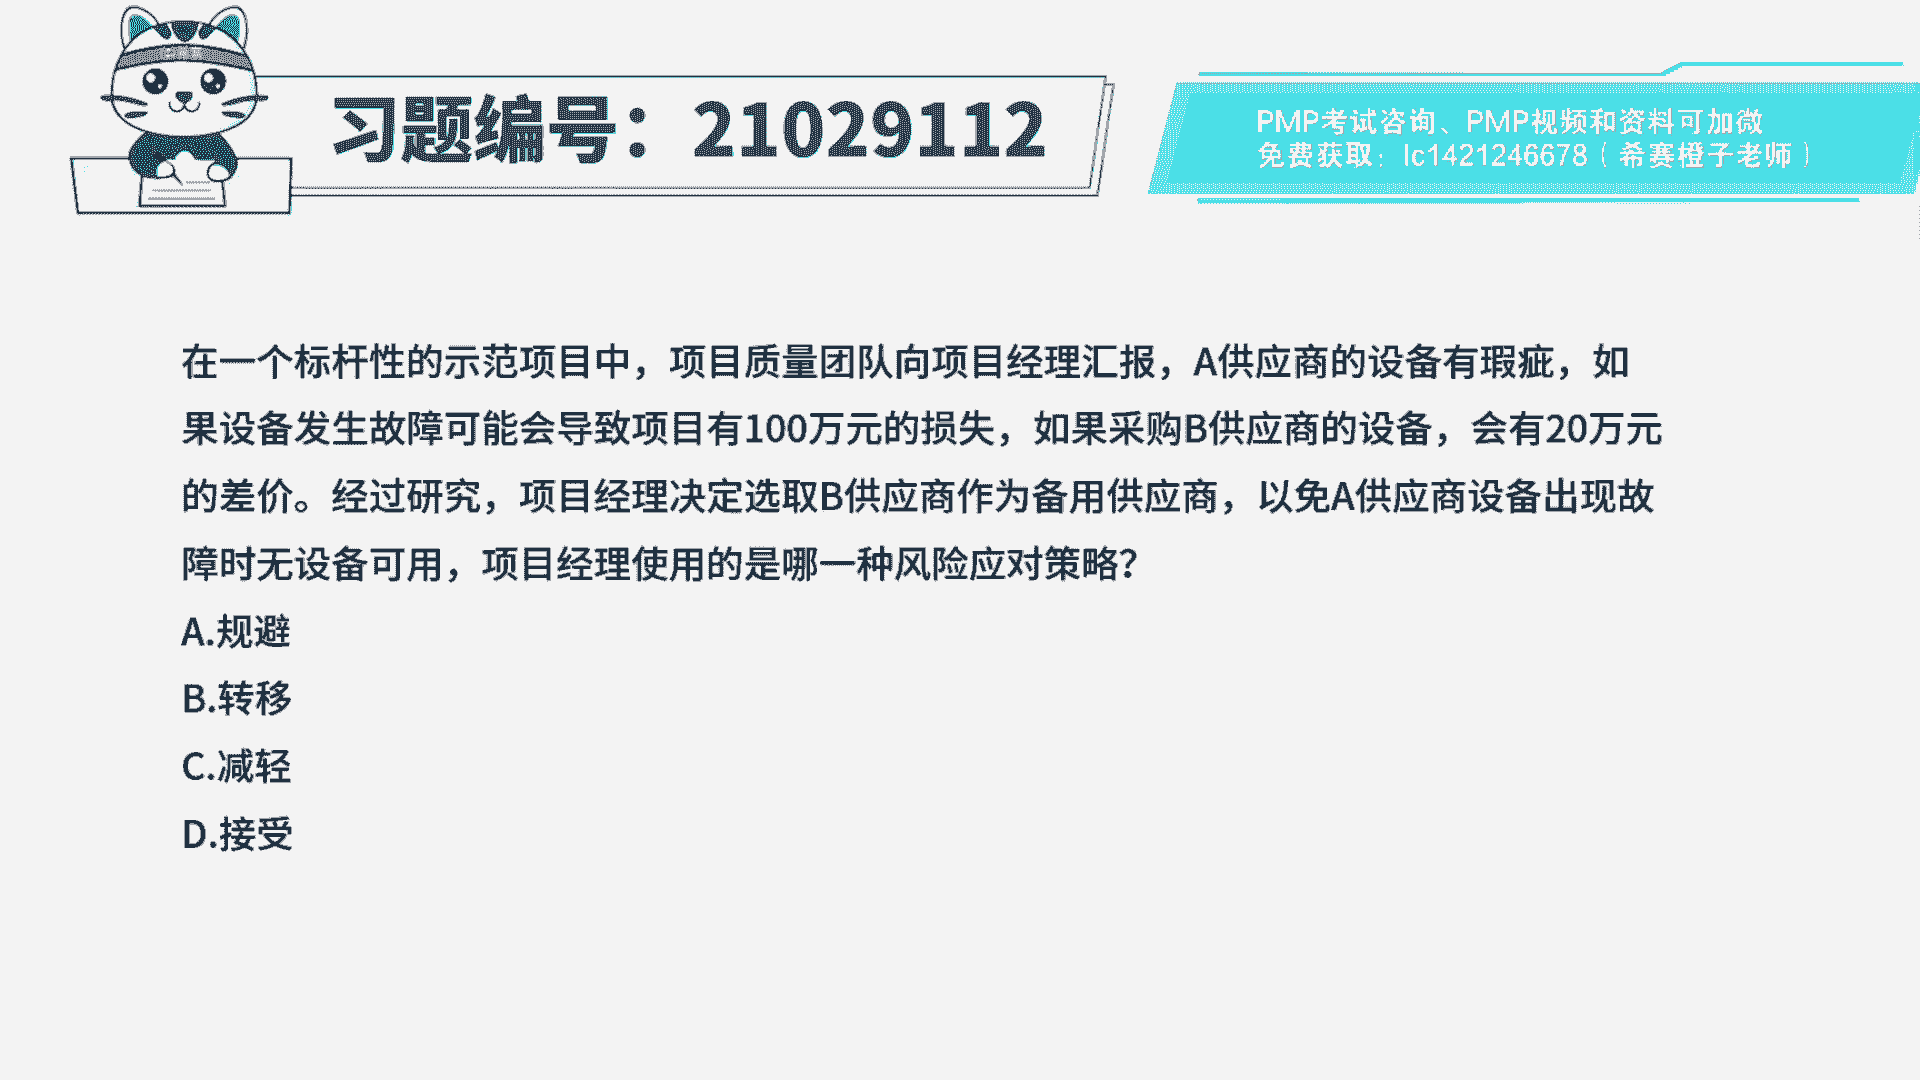 习题编号：21029112
PMP考试咨询、PMP视频和资料可加微
免费获取：lc1421246678（希赛橙子老师）
在一个标杆性的示范项目中，项目质量团队向项目经理汇报，A供应商的设备有瑕疵，如
果设备发生故障可能会导致项目有100万元的损失，如果采购B供应商的设备，会有20万元
的差价。经过研究，项目经理决定选取B供应商作为备用供应商，以免A供应商设备出现故
障时无设备可用，项目经理使用的是哪一种风险应对策略？
A.规避
B.转移
C.减轻
D.接受